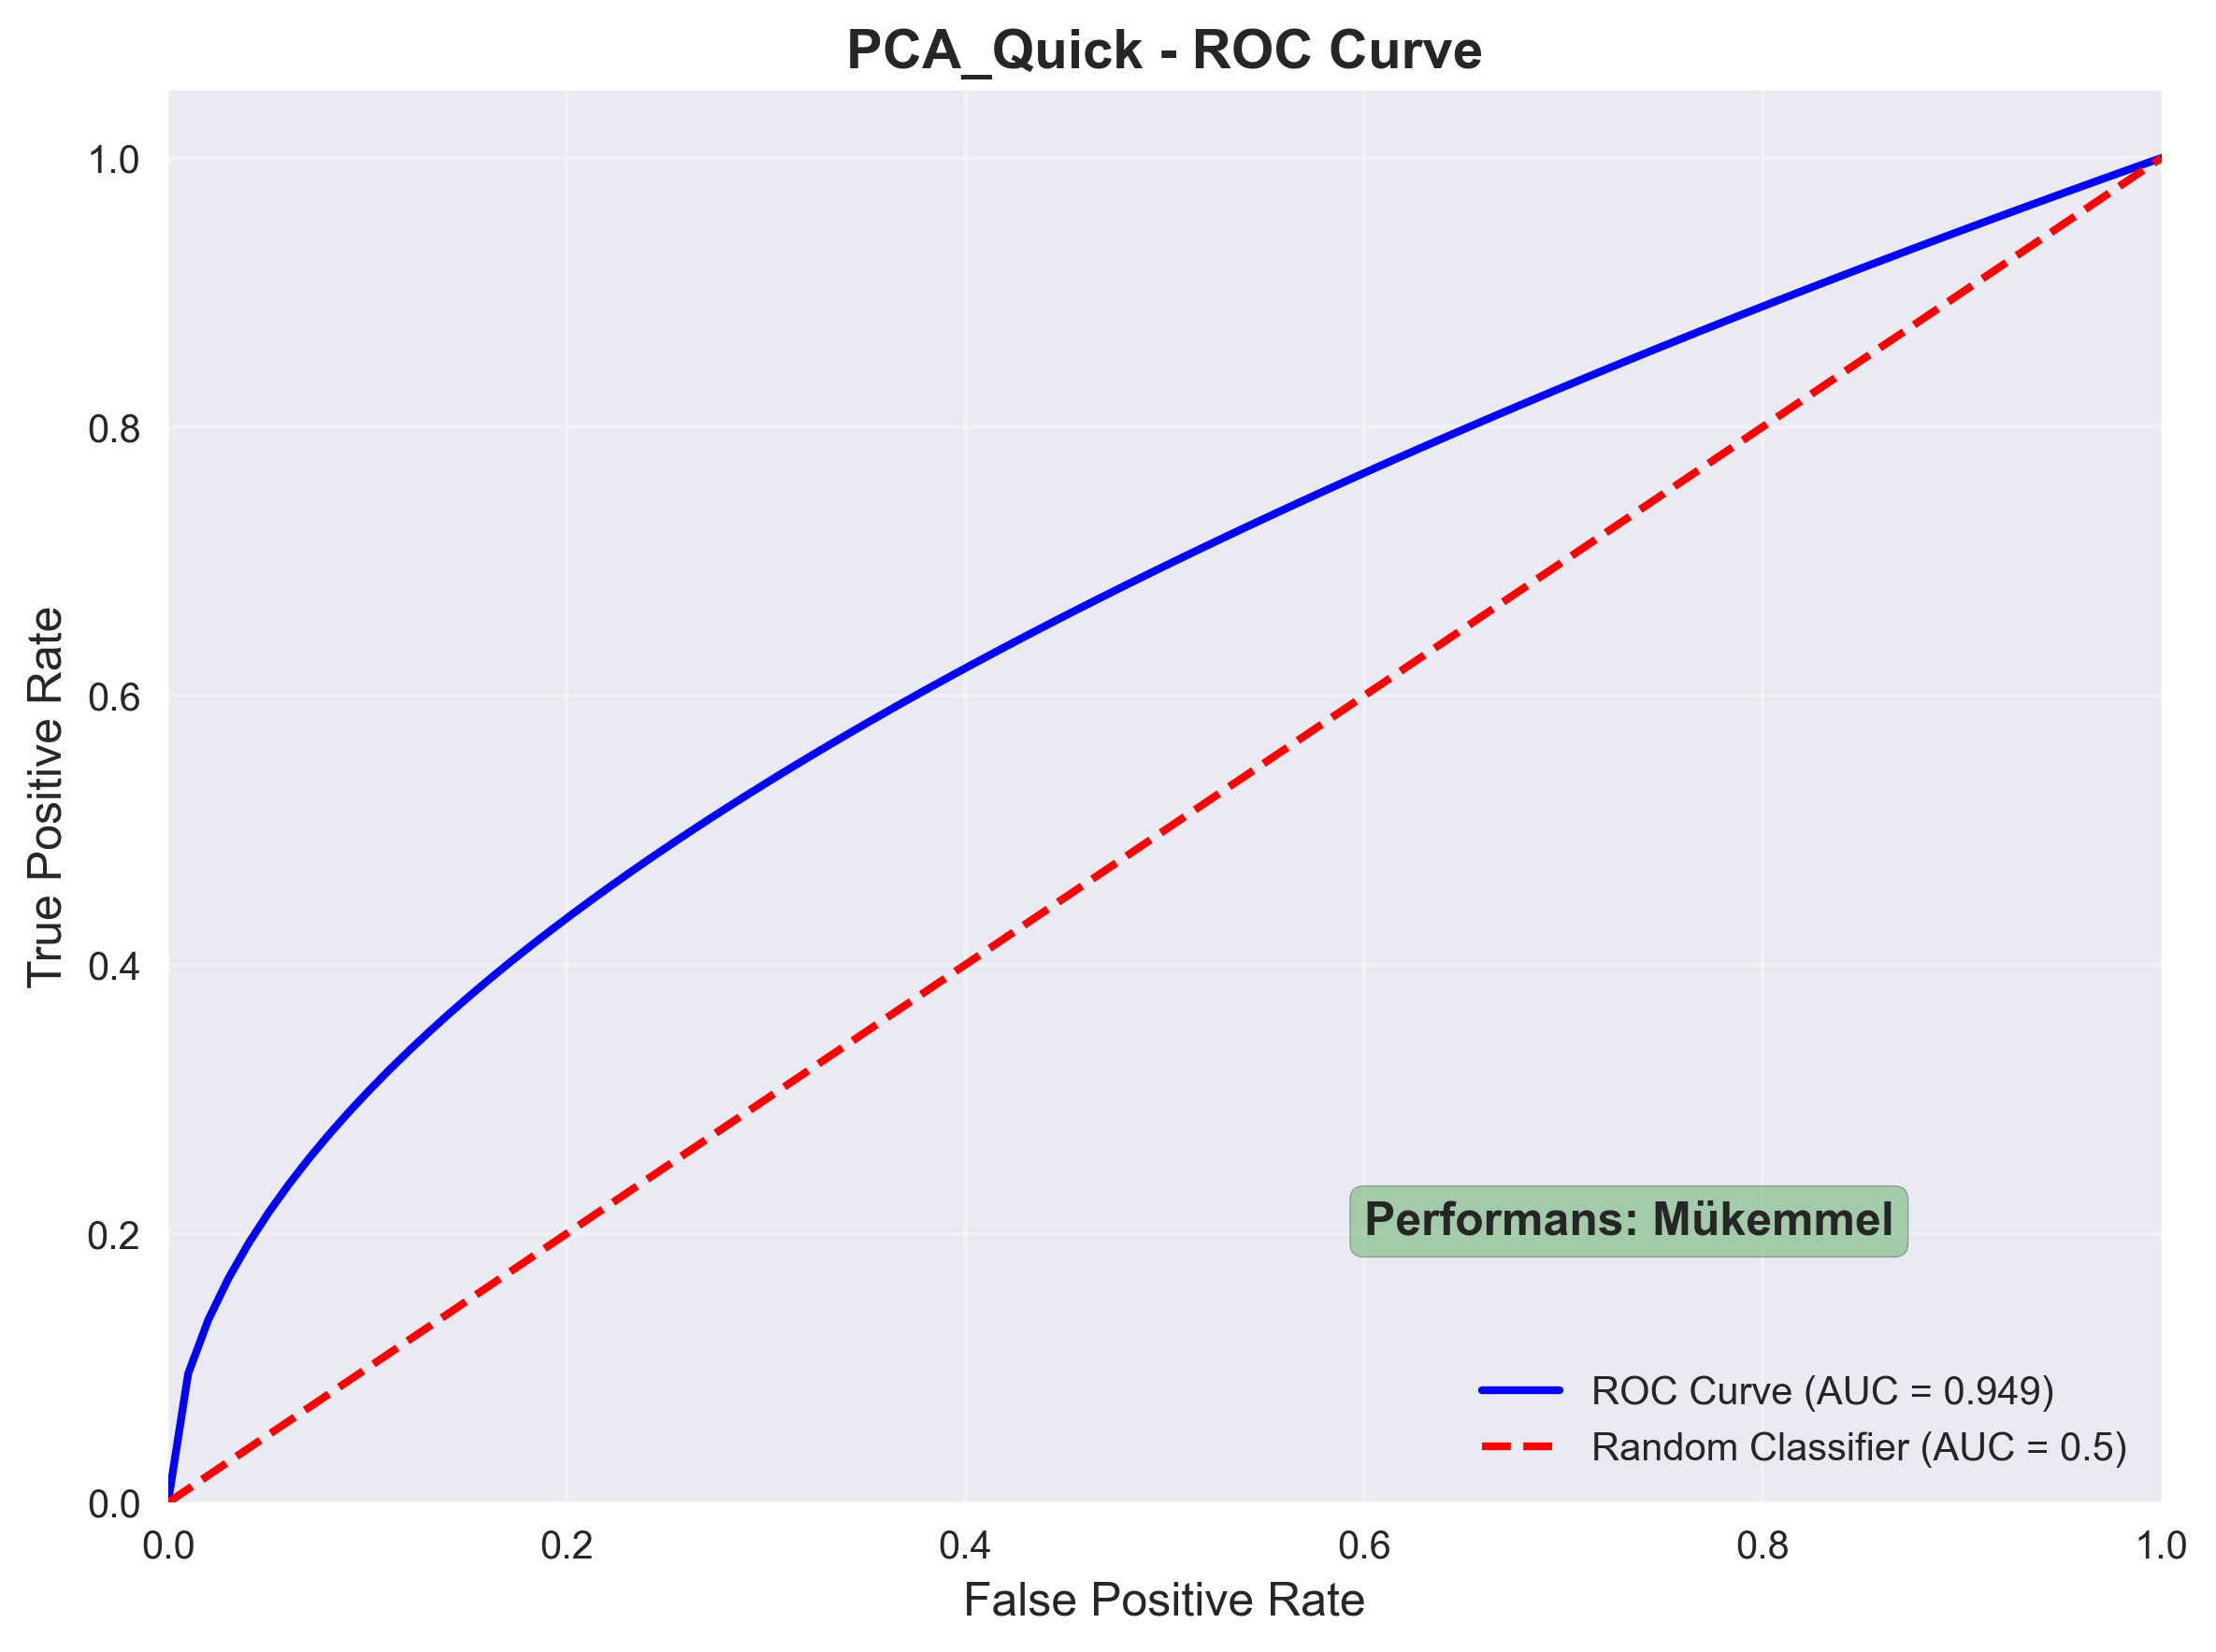 PCA_Quick - ROC Curve
1.0
0.8
0.6
0.4
0.2
0.0
True Positive Rate
Performans: Mükemmel
ROC Curve (AUC = 0.949)
Random Classifier (AUC = 0.5)
0.0 0.2 0.4 0.6 0.8 1.0
False Positive Rate